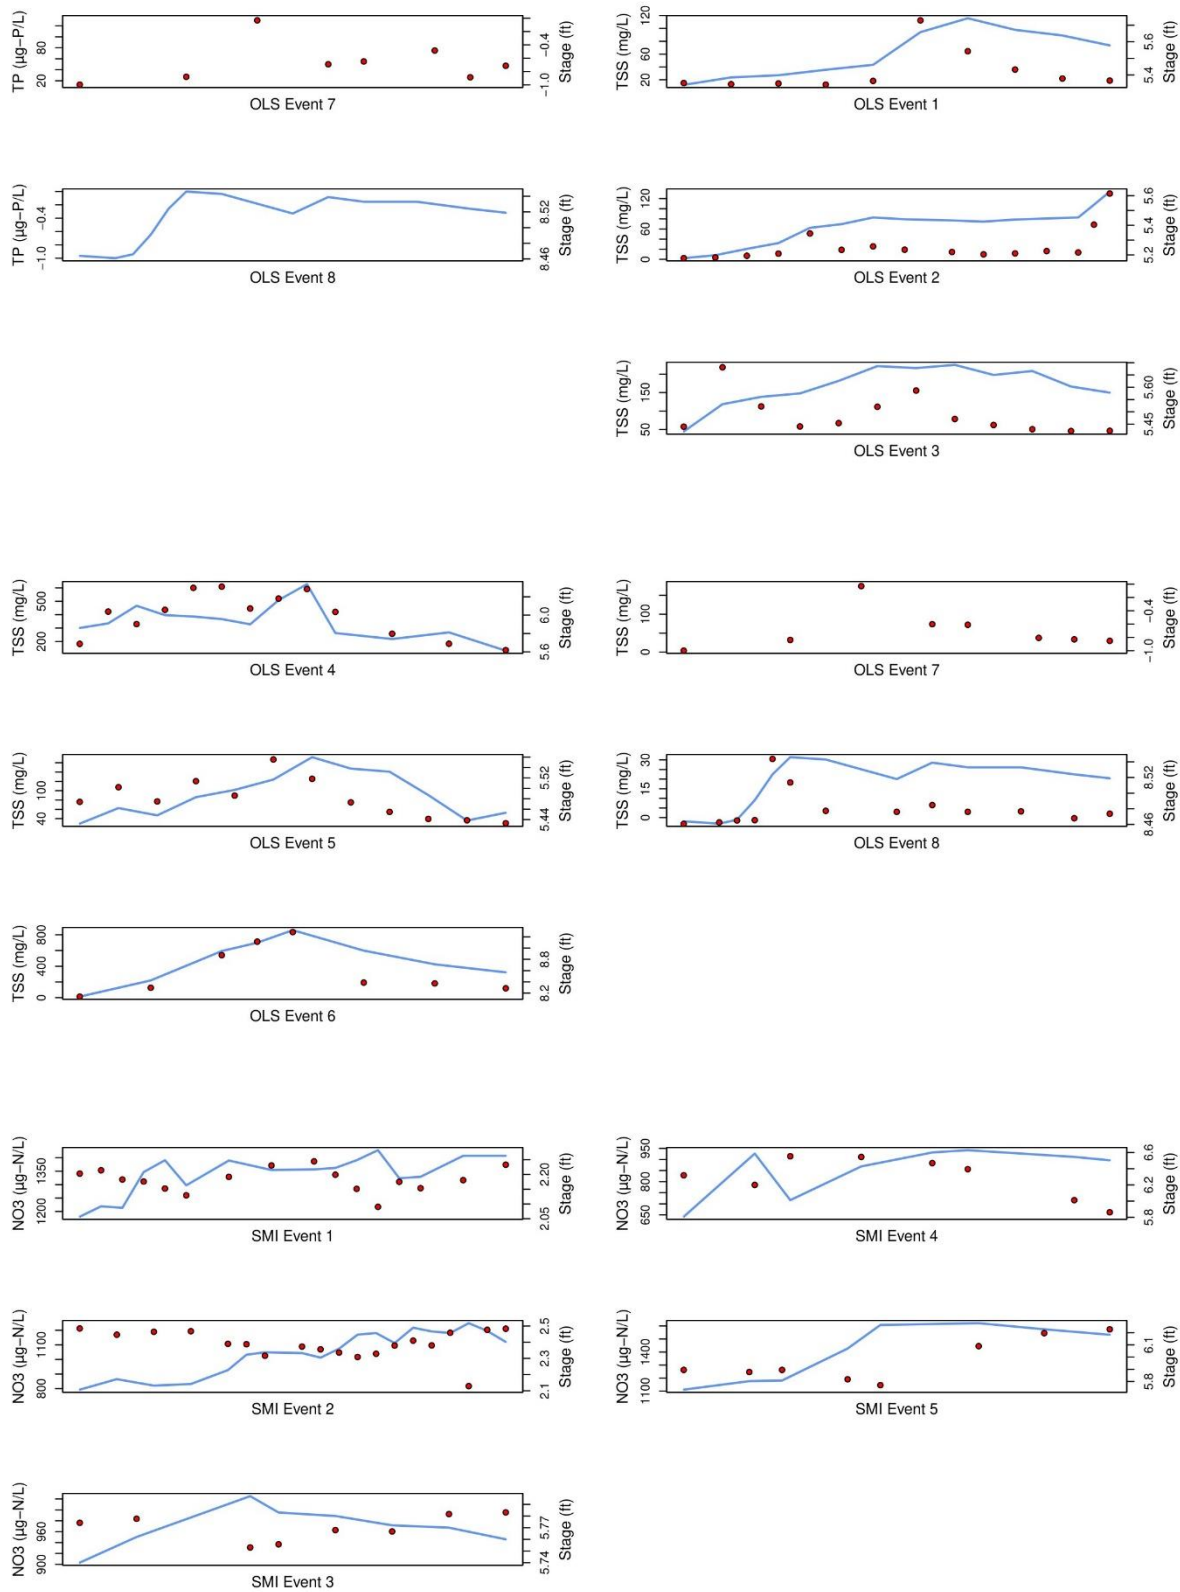 TP (µg−P/L)
20
80
−1.0
−0.4
Stage (ft)
OLS Event 7
TSS (mg/L)
20
60
120
5.4
5.6
Stage (ft)
OLS Event 1
TP (µg−P/L)
−1.0
−0.4
8.46
8.52
Stage (ft)
OLS Event 8
TSS (mg/L)
0
60
120
5.2
5.4
5.6
Stage (ft)
OLS Event 2
TSS (mg/L)
50
150
5.45
5.60
Stage (ft)
OLS Event 3
TSS (mg/L)
200
500
5.6
6.0
Stage (ft)
OLS Event 4
TSS (mg/L)
0
100
−1.0
−0.4
Stage (ft)
OLS Event 7
TSS (mg/L)
40
100
5.44
5.52
Stage (ft)
OLS Event 5
TSS (mg/L)
0
15
30
8.46
8.52
Stage (ft)
OLS Event 8
TSS (mg/L)
0
400
800
8.2
8.8
Stage (ft)
OLS Event 6
NO3 (µg−N/L)
1200
1350
2.05
2.20
Stage (ft)
SMI Event 1
NO3 (µg−N/L)
650
800
950
5.8
6.2
6.6
Stage (ft)
SMI Event 4
NO3 (µg−N/L)
800
1100
2.1
2.3
2.5
Stage (ft)
SMI Event 2
NO3 (µg−N/L)
1100
1400
5.8
6.1
Stage (ft)
SMI Event 5
NO3 (µg−N/L)
900
960
5.74
5.77
Stage (ft)
SMI Event 3